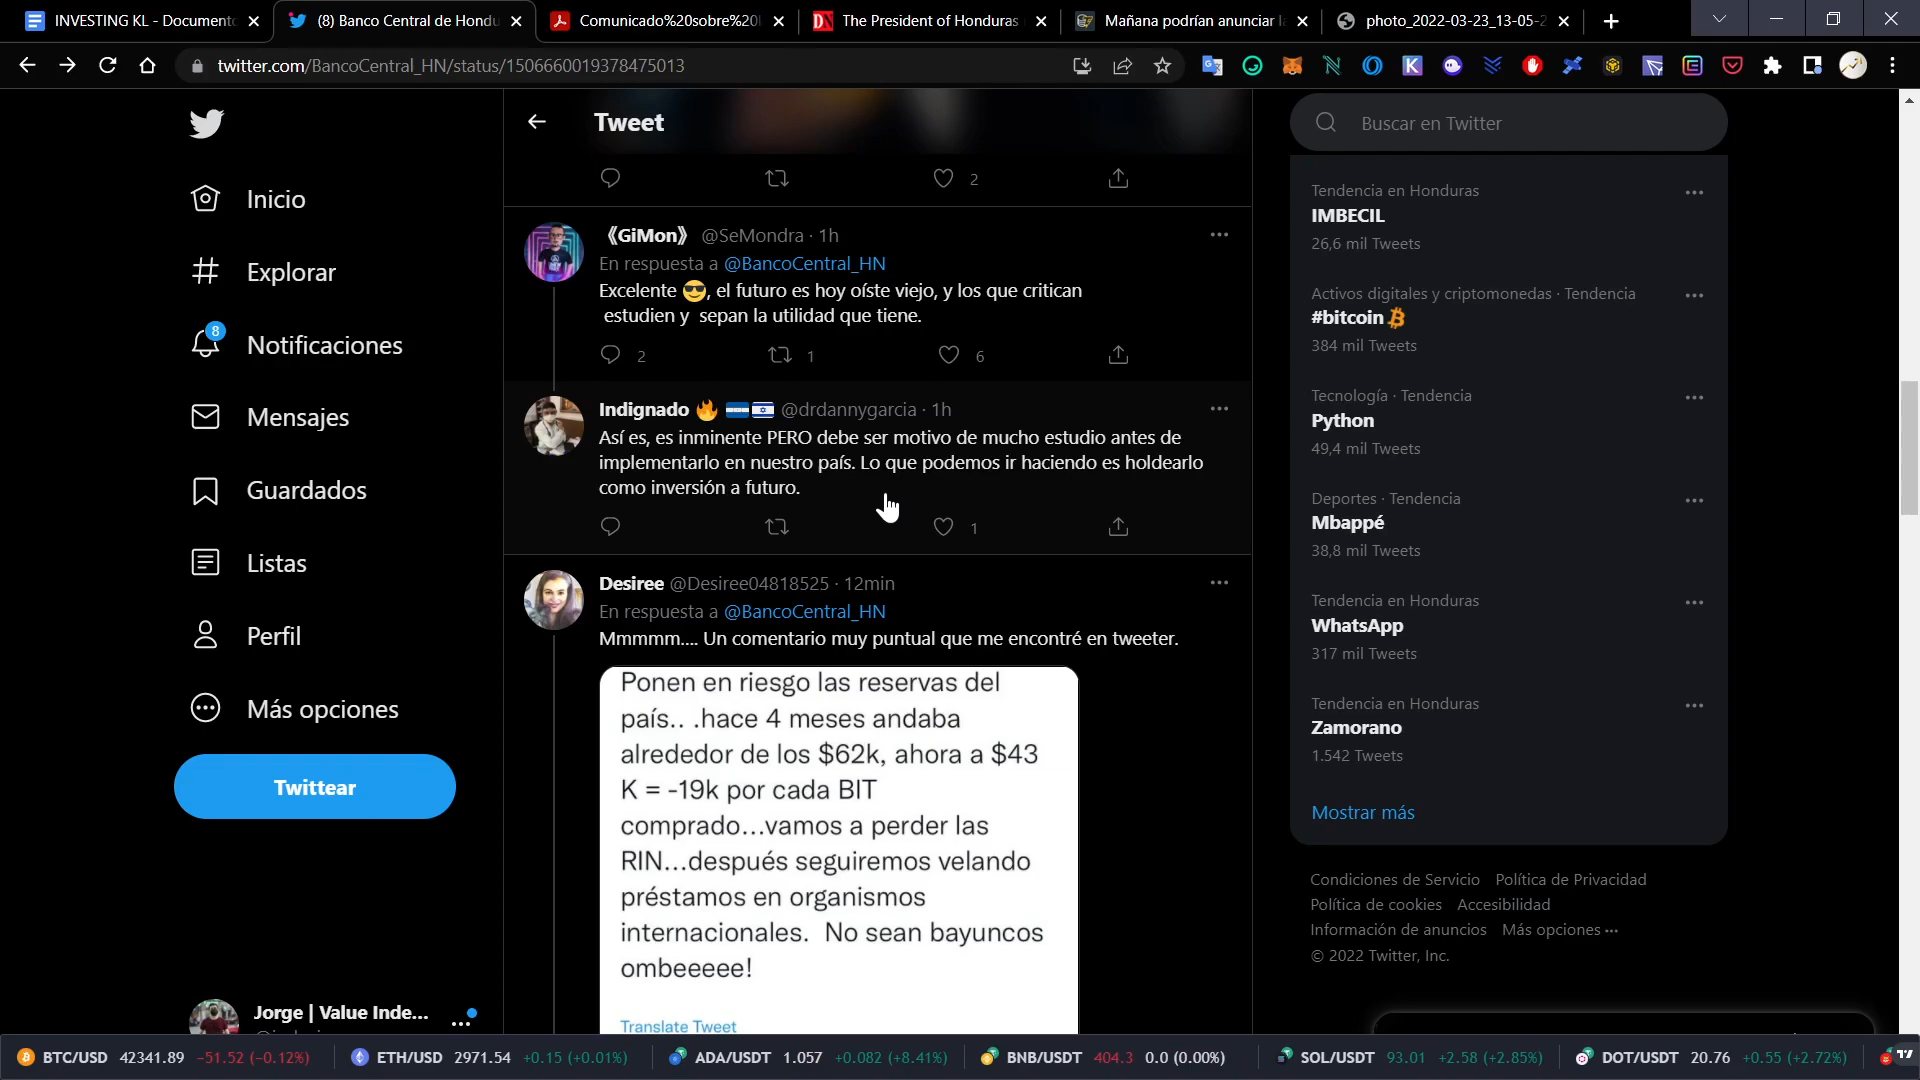 INVESTING KL - Documento
(8) Banco Central de Hondu
Comunicado%20sobre%20
The President of Honduras
Mañana podrían anunciar l
photo_2022-03-23_13-05-2
twitter.com/BancoCentral_HN/status/1506660019378475013
Tweet
Buscar en Twitter
Inicio
Explorar
8
Notificaciones
Mensajes
Guardados
Listas
Perfil
Más opciones
Twittear
Jorge | Value Inde...
2
《GiMon》 @SeMondra · 1h
En respuesta a @BancoCentral_HN
Excelente 😎, el futuro es hoy oíste viejo, y los que critican
estudien y sepan la utilidad que tiene.
2 1 6
Indignado 🔥 🇭🇳🇮🇱 @drdannygarcia · 1h
Así es, es inminente PERO debe ser motivo de mucho estudio antes de
implementarlo en nuestro país. Lo que podemos ir haciendo es holdearlo
como inversión a futuro.
1
Desiree @Desiree04818525 · 12min
En respuesta a @BancoCentral_HN
Mmmmm.... Un comentario muy puntual que me encontré en tweeter.
Ponen en riesgo las reservas del
país.. .hace 4 meses andaba
alrededor de los $62k, ahora a $43
K = -19k por cada BIT
comprado...vamos a perder las
RIN...después seguiremos velando
préstamos en organismos
internacionales. No sean bayuncos
ombeeeee!
Translate Tweet
Tendencia en Honduras
IMBECIL
26,6 mil Tweets
Activos digitales y criptomonedas · Tendencia
#bitcoin
384 mil Tweets
Tecnología · Tendencia
Python
49,4 mil Tweets
Deportes · Tendencia
Mbappé
38,8 mil Tweets
Tendencia en Honduras
WhatsApp
317 mil Tweets
Tendencia en Honduras
Zamorano
1.542 Tweets
Mostrar más
Condiciones de Servicio Política de Privacidad
Política de cookies Accesibilidad
Información de anuncios Más opciones ···
© 2022 Twitter, Inc.
BTC/USD 42341.89 -51.52 (-0.12%) ETH/USD 2971.54 +0.15 (+0.01%) ADA/USDT 1.057 +0.082 (+8.41%) BNB/USDT 404.3 0.0 (0.00%) SOL/USDT 93.01 +2.58 (+2.85%) DOT/USDT 20.76 +0.55 (+2.72%)